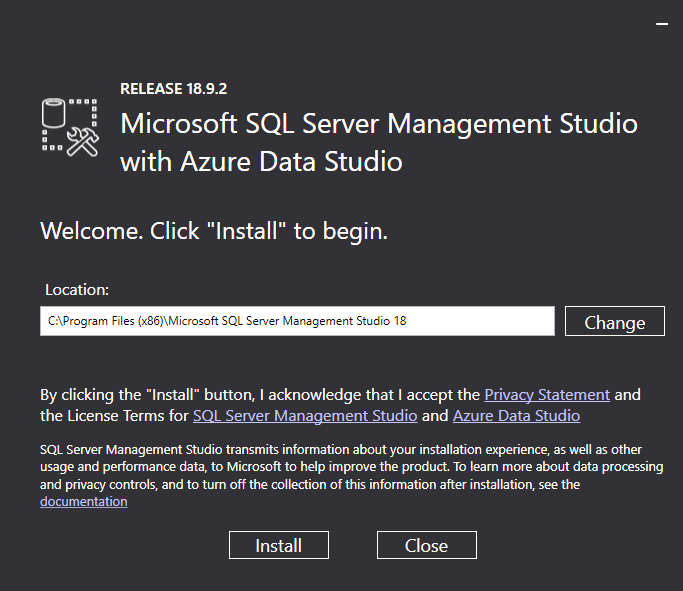 RELEASE 18.9.2
Microsoft SQL Server Management Studio
with Azure Data Studio
Welcome. Click "Install" to begin.
Location:
C:\Program Files (x86)\Microsoft SQL Server Management Studio 18
Change
By clicking the "Install" button, I acknowledge that I accept the Privacy Statement and
the License Terms for SQL Server Management Studio and Azure Data Studio
SQL Server Management Studio transmits information about your installation experience, as well as other
usage and performance data, to Microsoft to help improve the product. To learn more about data processing
and privacy controls, and to turn off the collection of this information after installation, see the
documentation
Install
Close